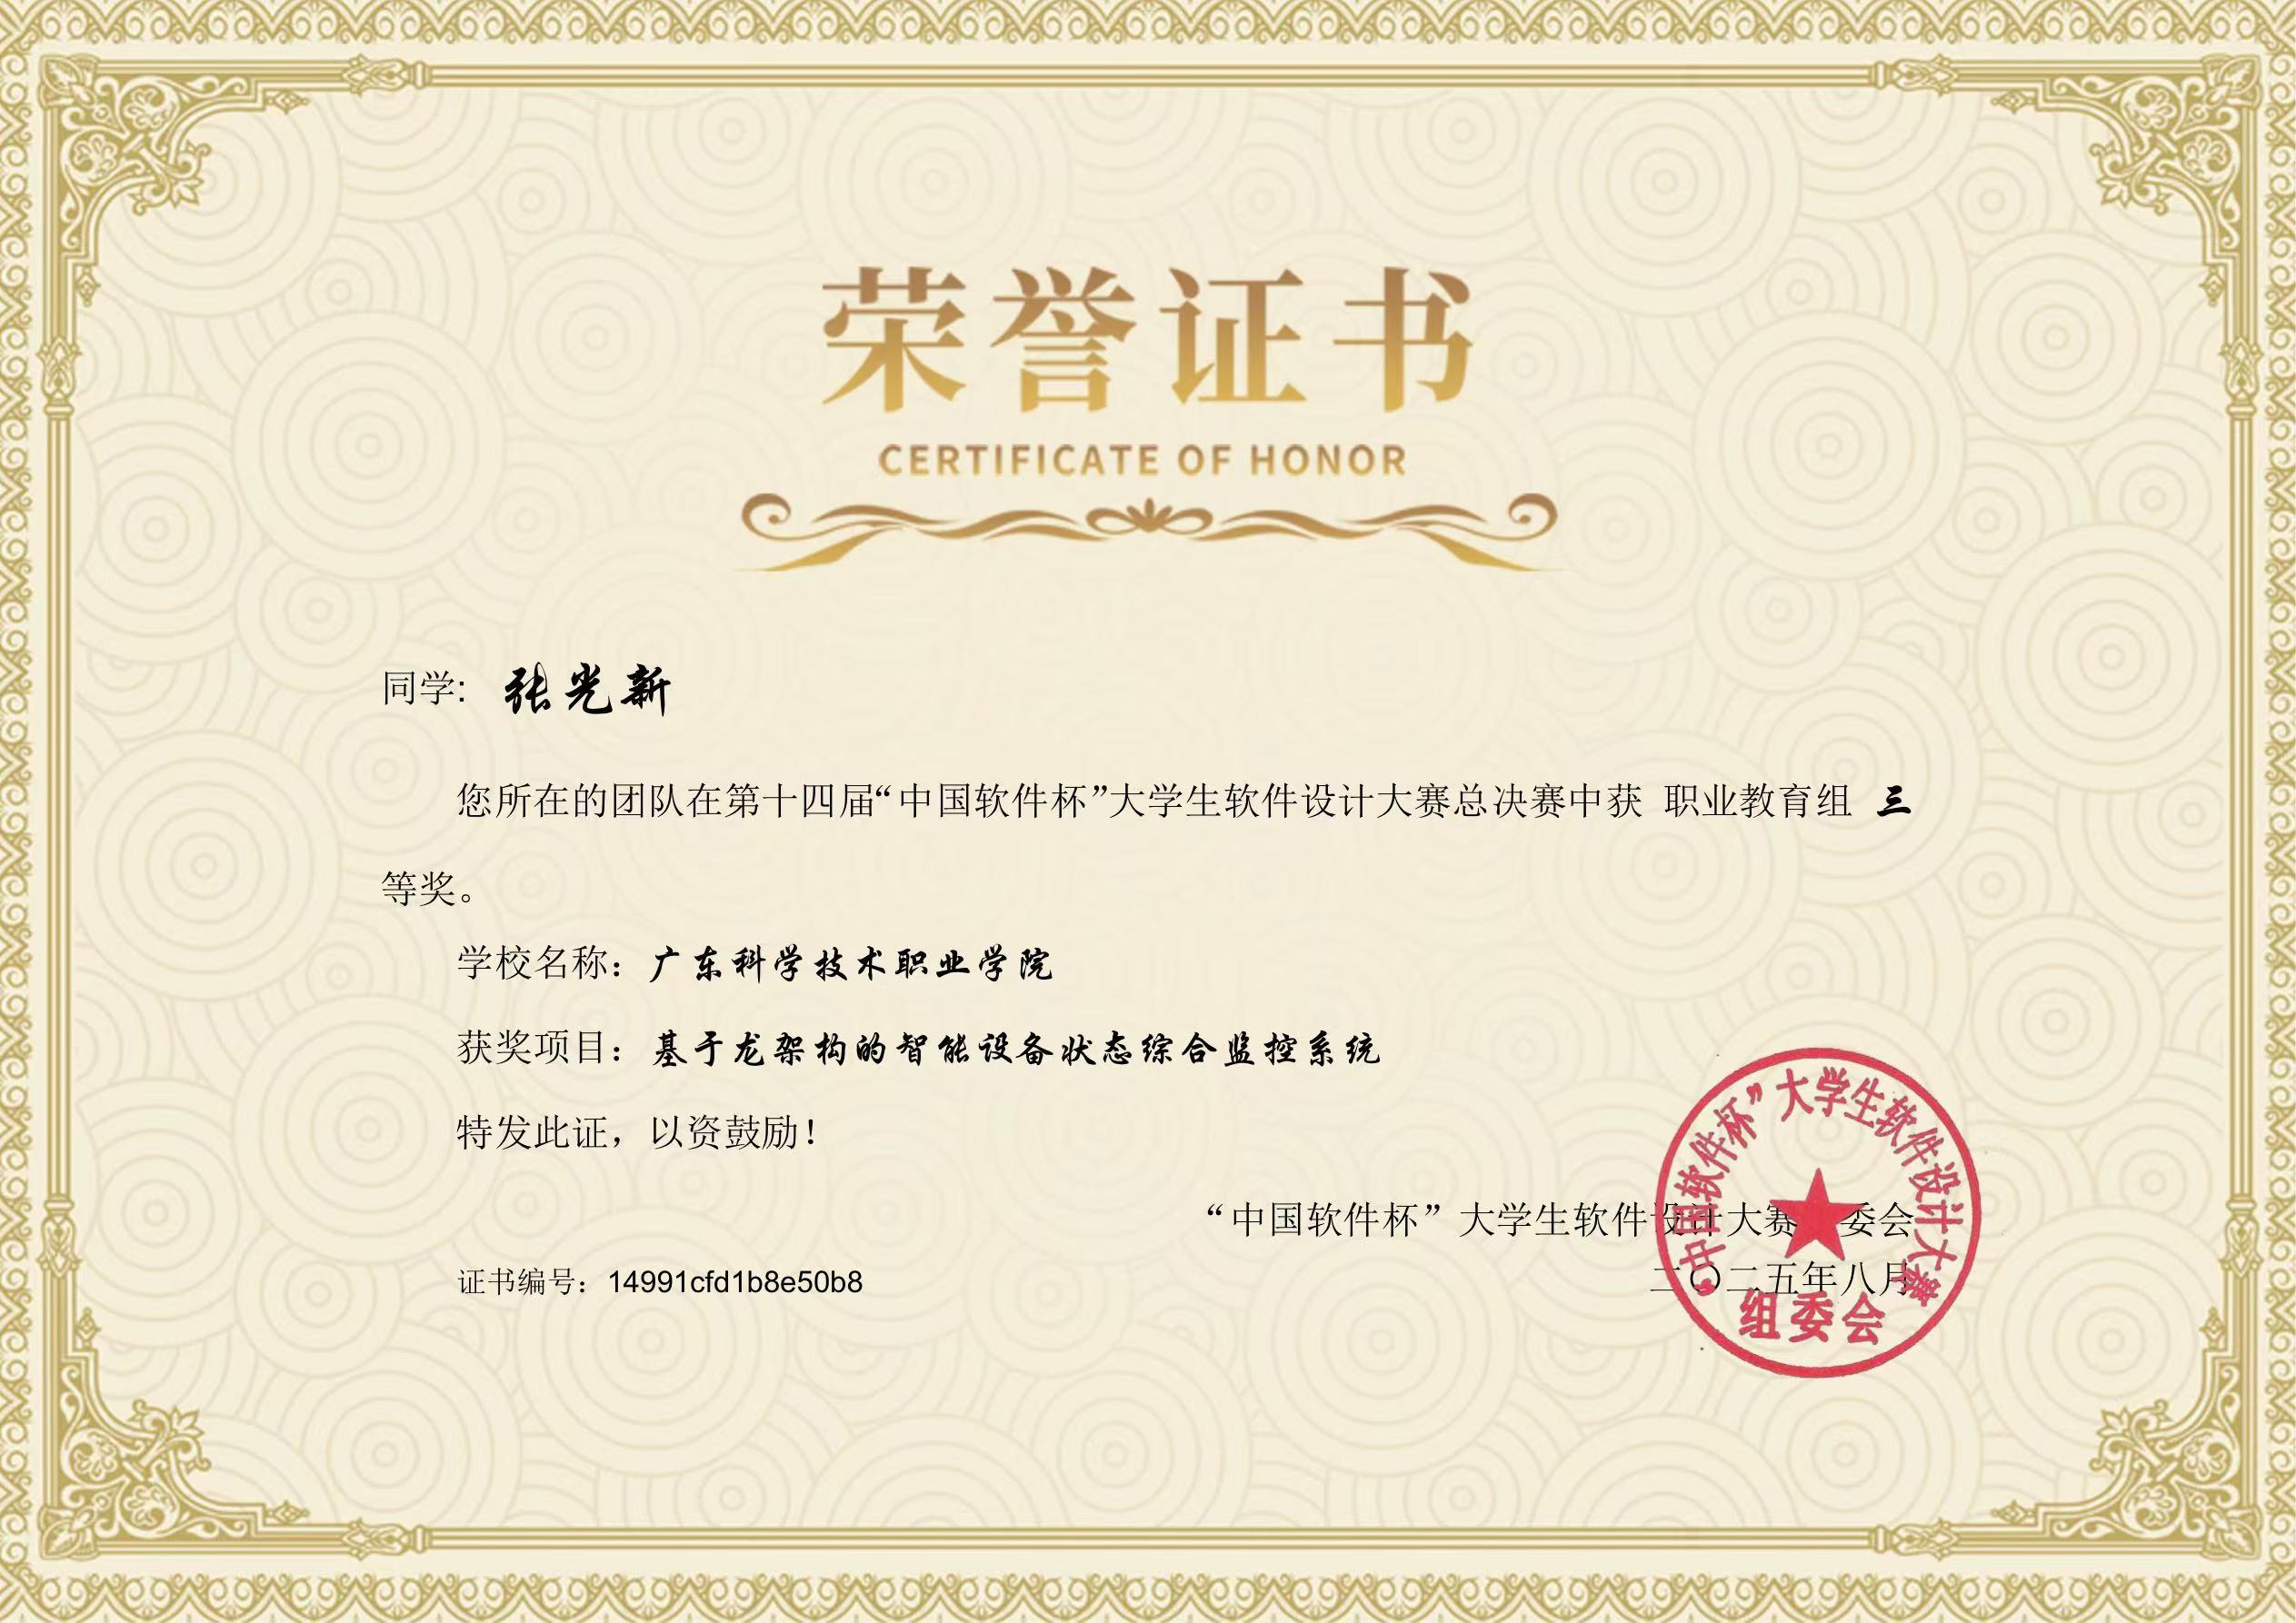 荣誉证书
CERTIFICATE OF HONOR
同学: 张光新
您所在的团队在第十四届“中国软件杯”大学生软件设计大赛总决赛中获 职业教育组 三
等奖。
学校名称：广东科学技术职业学院
获奖项目：基于龙架构的智能设备状态综合监控系统
特发此证，以资鼓励！
“中国软件杯”大学生软件设计大赛组委会
证书编号：14991cfd1b8e50b8
二〇二五年八月
“中国软件杯”大学生软件设计大赛
组委会